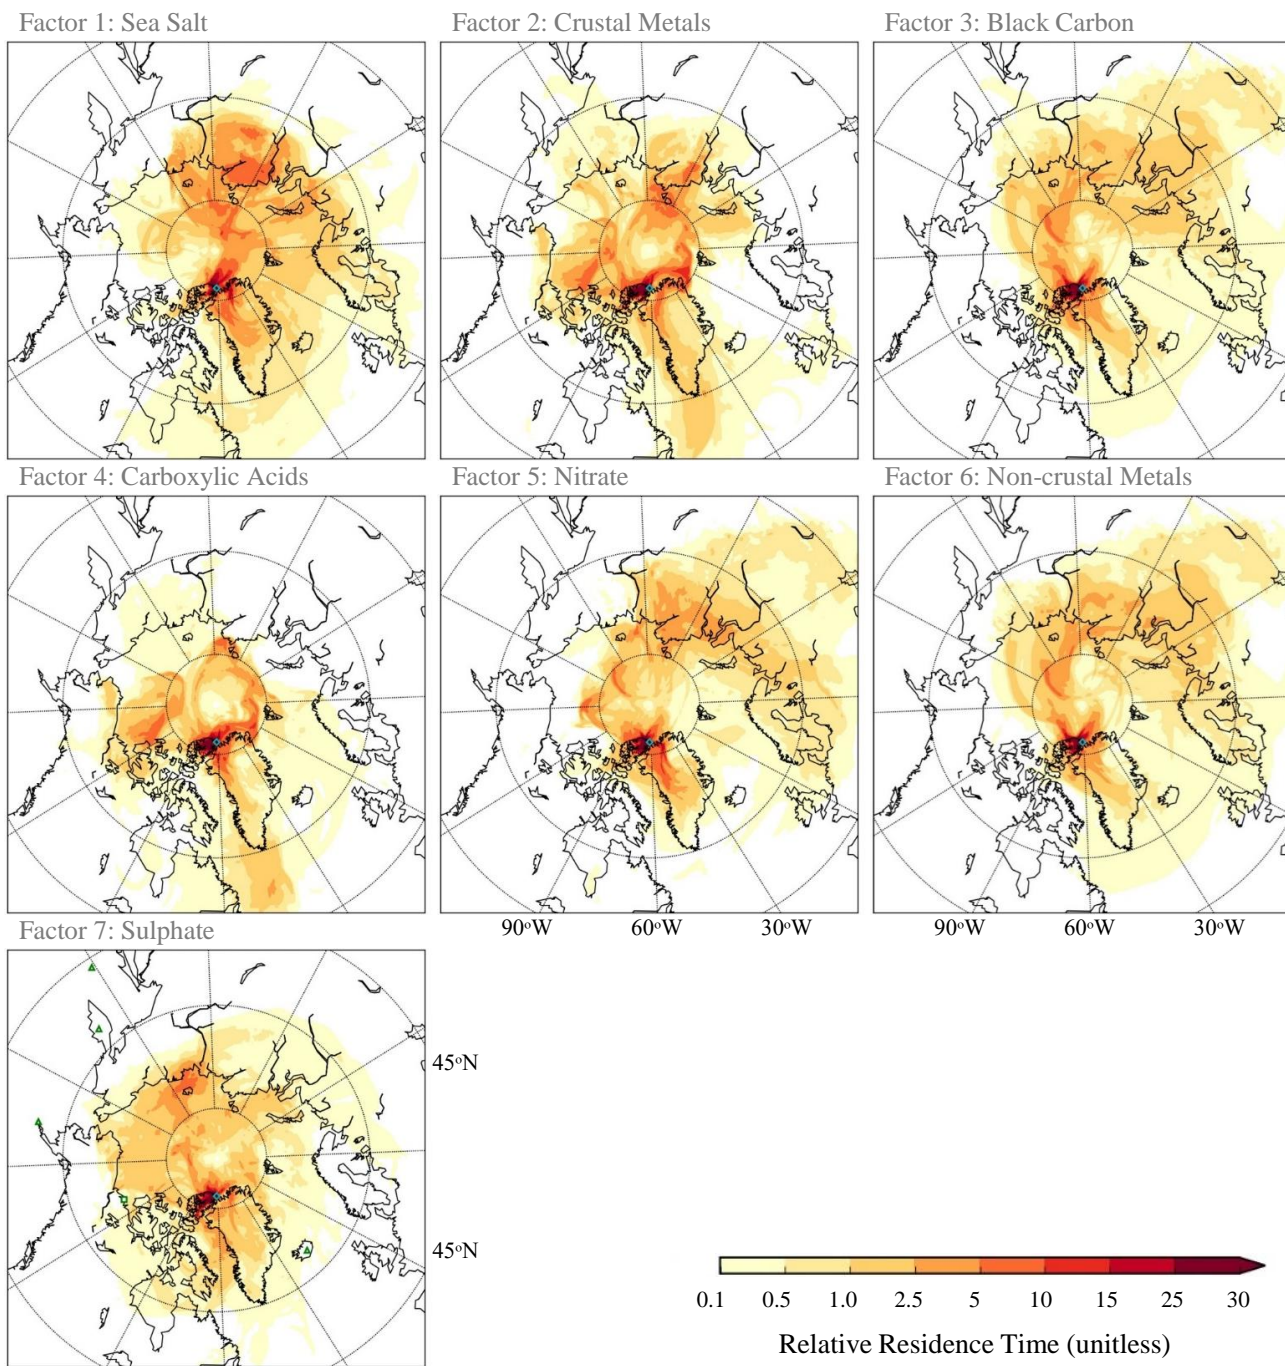 Factor 1: Sea Salt
Factor 2: Crustal Metals
Factor 3: Black Carbon
Factor 4: Carboxylic Acids
Factor 5: Nitrate
Factor 6: Non-crustal Metals
90°W 60°W 30°W
90°W 60°W 30°W
Factor 7: Sulphate
45°N
45°N
0.1 0.5 1.0 2.5 5 10 15 25 30
Relative Residence Time (unitless)